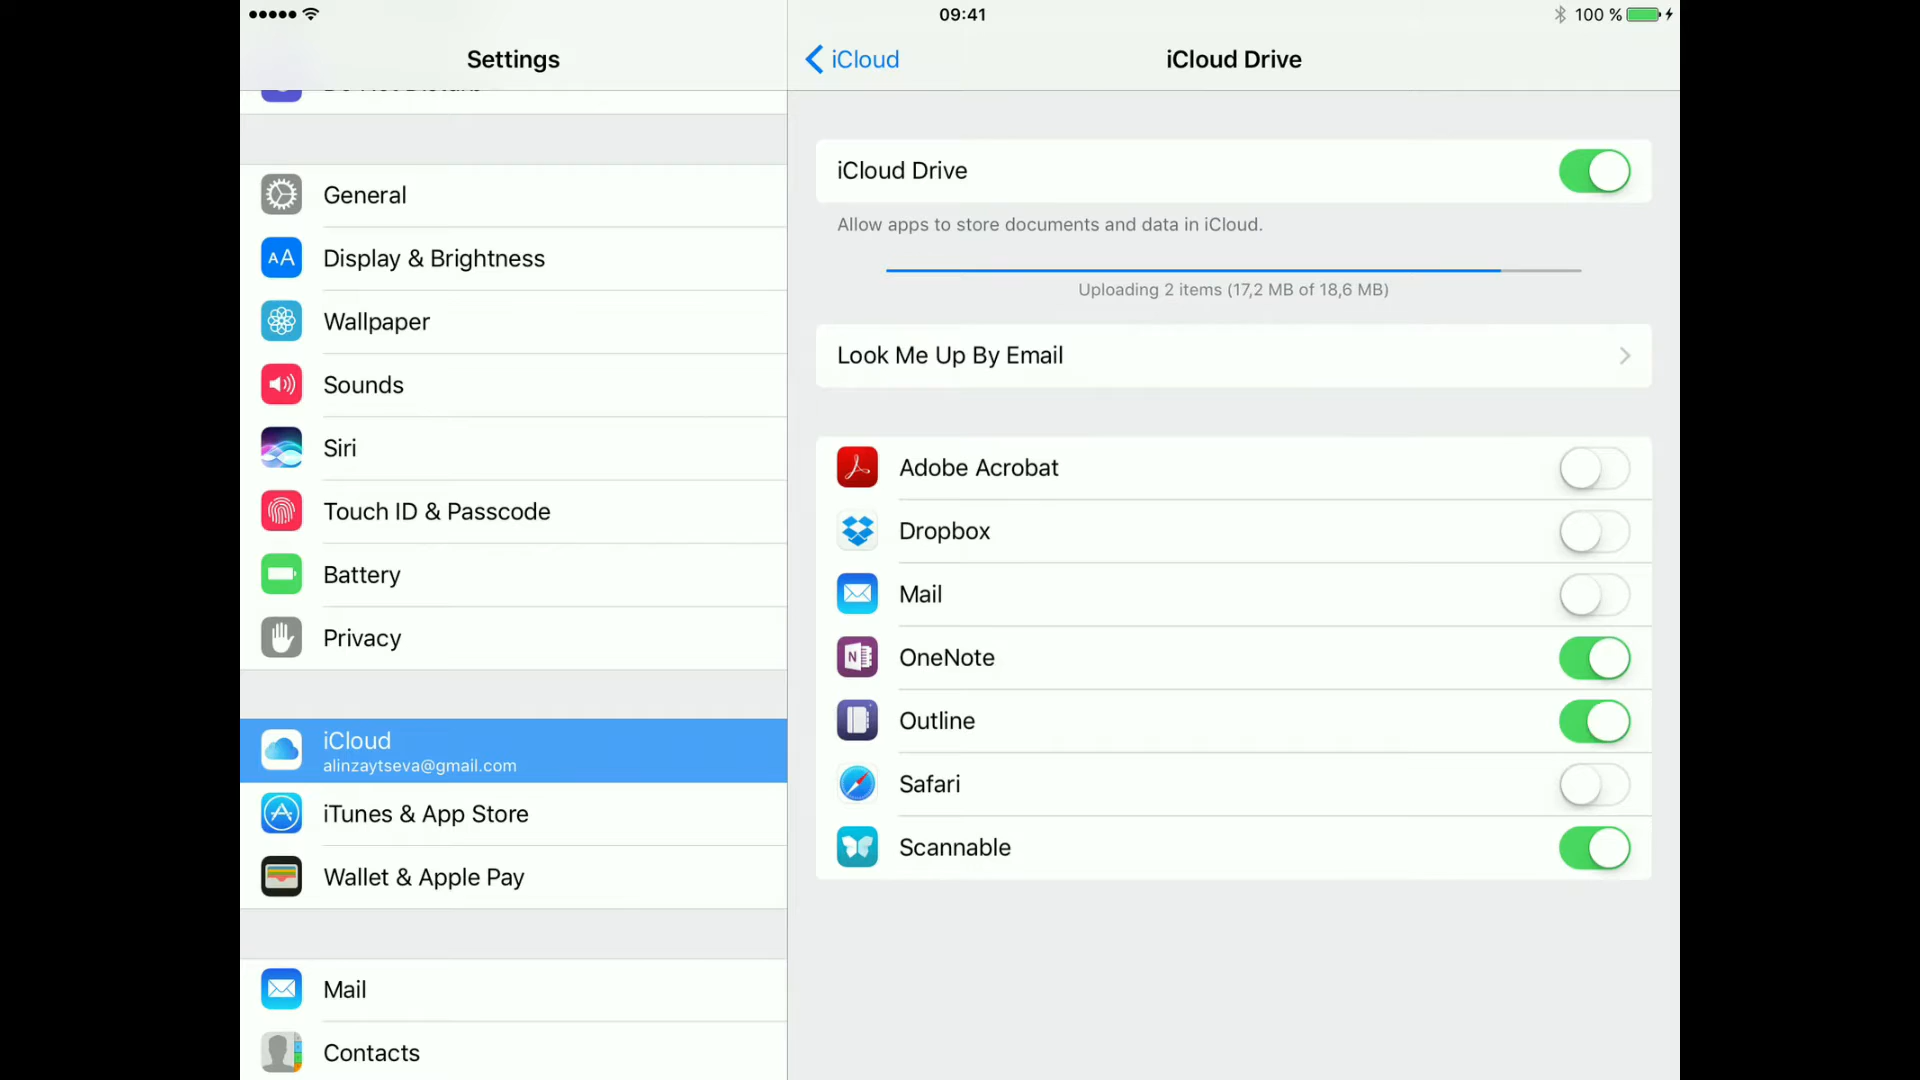 09:41
100 %
Settings
iCloud
iCloud Drive
General
Display & Brightness
Wallpaper
Sounds
Siri
Touch ID & Passcode
Battery
Privacy
iCloud
alinzaytseva@gmail.com
iTunes & App Store
Wallet & Apple Pay
Mail
Contacts
iCloud Drive
Allow apps to store documents and data in iCloud.
Uploading 2 items (17,2 MB of 18,6 MB)
Look Me Up By Email
Adobe Acrobat
Dropbox
Mail
OneNote
Outline
Safari
Scannable